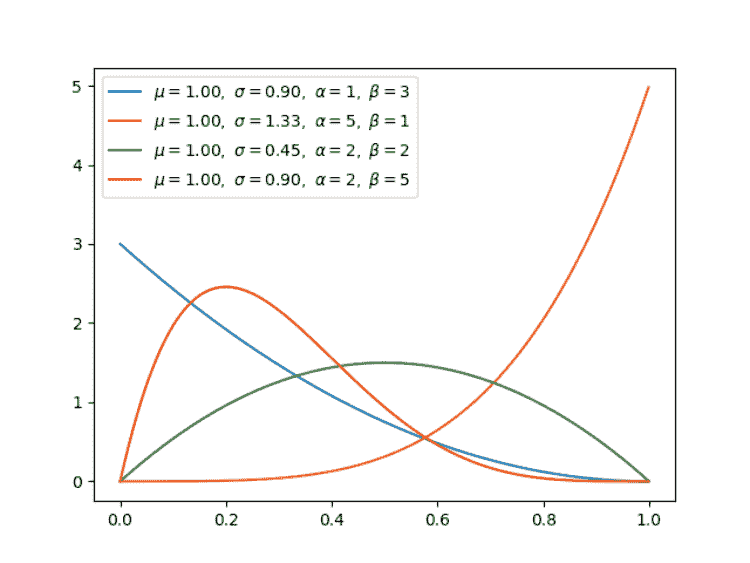 5
4
3
2
1
0
μ = 1.00, σ = 0.90, α = 1, β = 3
μ = 1.00, σ = 1.33, α = 5, β = 1
μ = 1.00, σ = 0.45, α = 2, β = 2
μ = 1.00, σ = 0.90, α = 2, β = 5
0.0 0.2 0.4 0.6 0.8 1.0